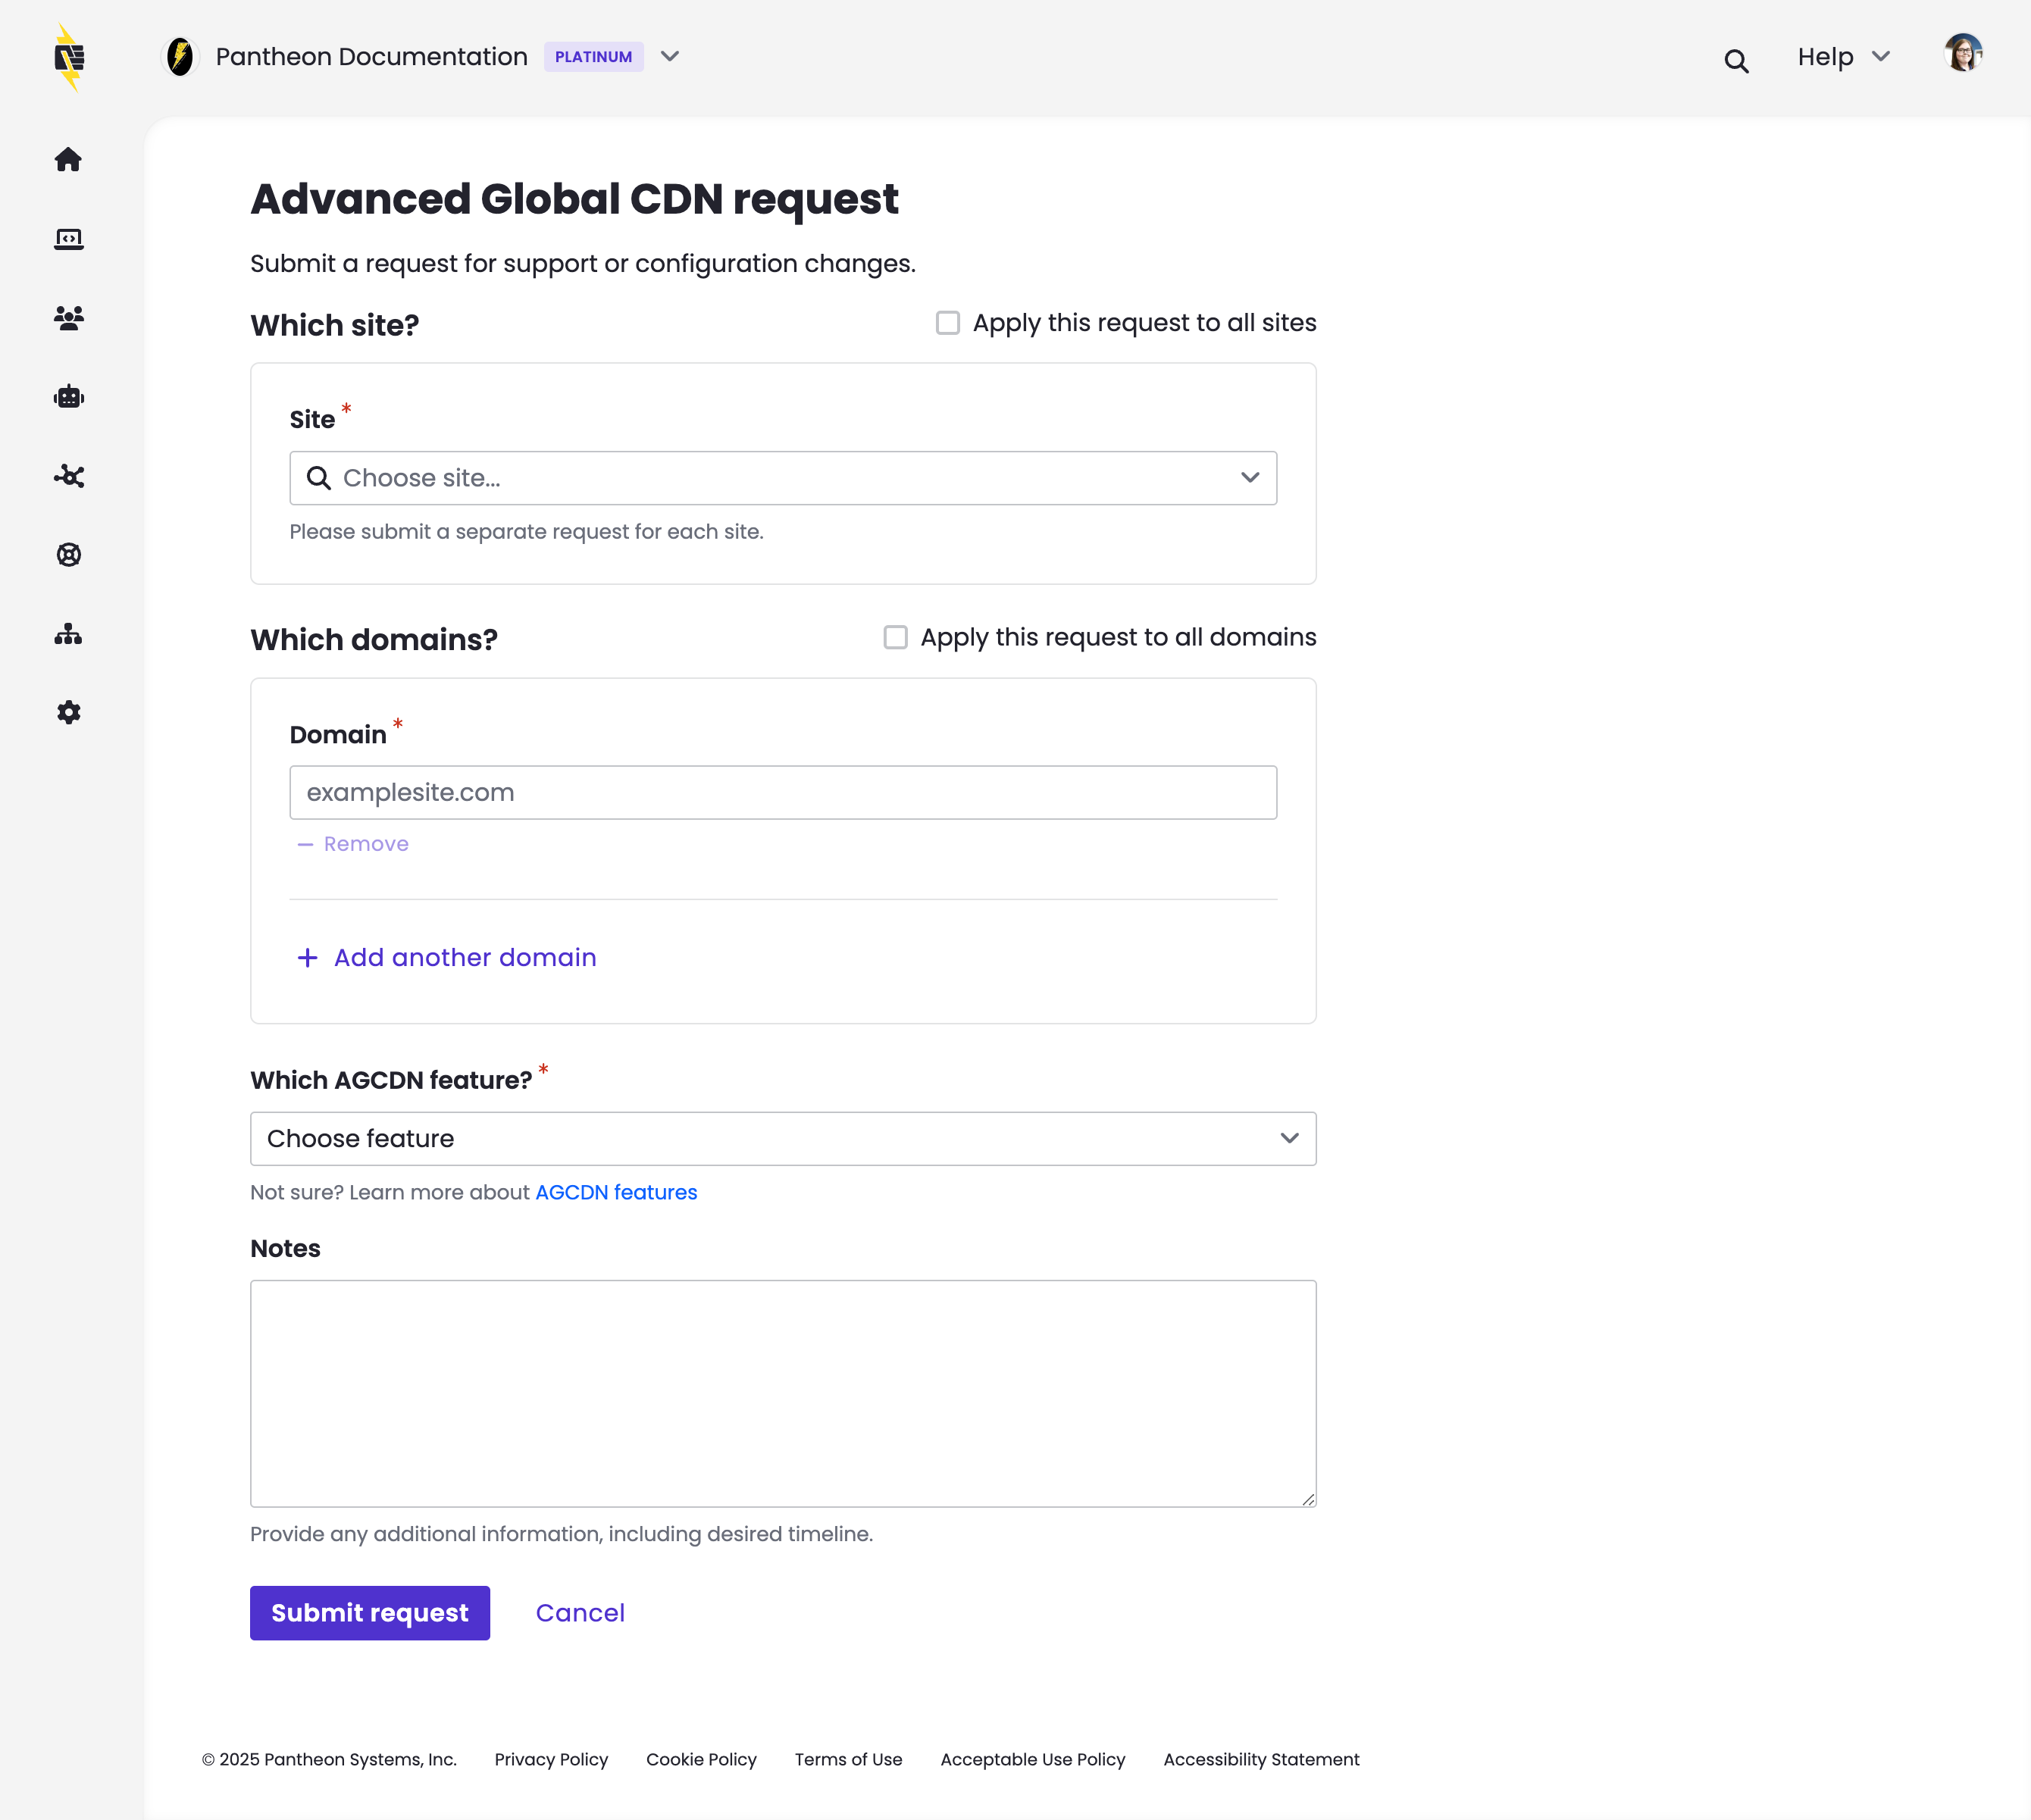 Pantheon Documentation PLATINUM
Help
Advanced Global CDN request
Submit a request for support or configuration changes.
Which site?
Apply this request to all sites
Site *
Choose site...
Please submit a separate request for each site.
Which domains?
Apply this request to all domains
Domain *
examplesite.com
— Remove
+ Add another domain
Which AGCDN feature? *
Choose feature
Not sure? Learn more about AGCDN features
Notes
Provide any additional information, including desired timeline.
Submit request
Cancel
© 2025 Pantheon Systems, Inc. Privacy Policy Cookie Policy Terms of Use Acceptable Use Policy Accessibility Statement